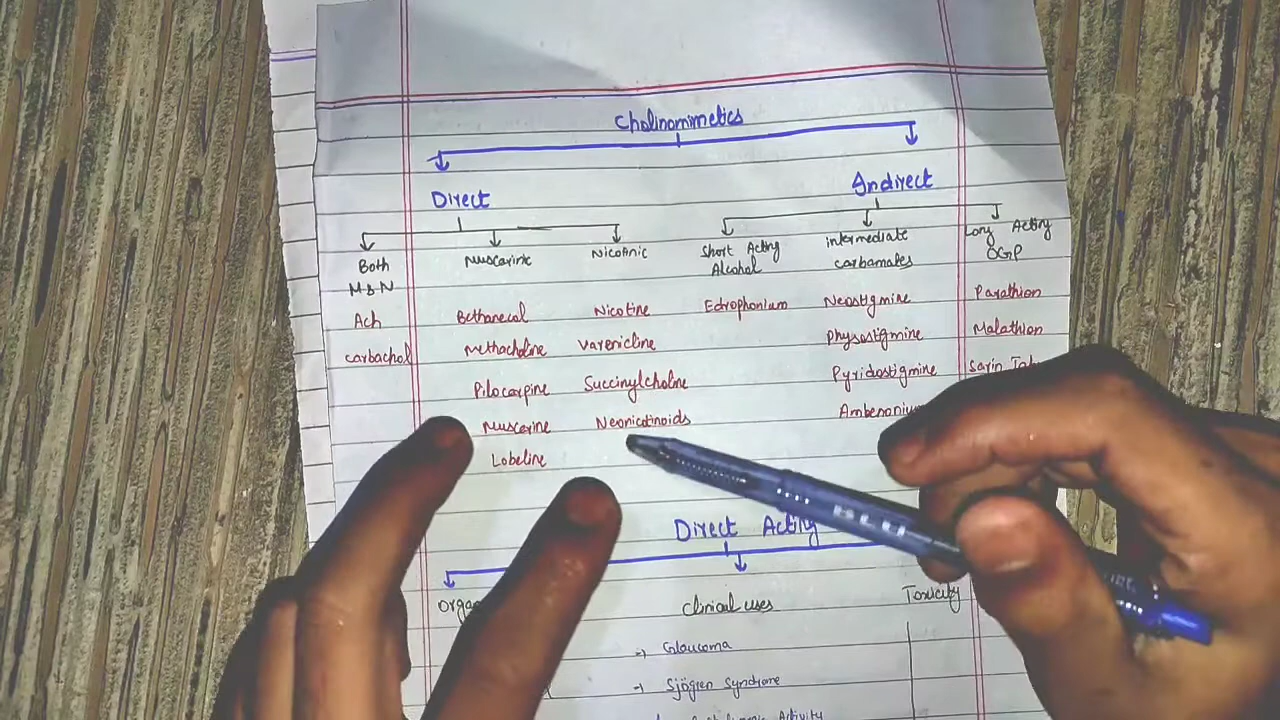 Cholinomimetics
Direct
Indirect
Both
M & N
Muscarinic
Nicotinic
Short Acting
Alcohol
intermediate
carbamates
Long Acting
OGP
Ach
Bethanecol
Nicotine
Edrophonium
Neostigmine
Parathion
carbachol
Methacholine
Varenicline
Physostigmine
Malathion
Pilocarpine
Succinylcholine
Pyridostigmine
Sarin
Muscarine
Neonicotinoids
Lobeline
Direct Acting
Clinical uses
Toxicity
→ Glaucoma
→ Sjögren Syndrome
Activity